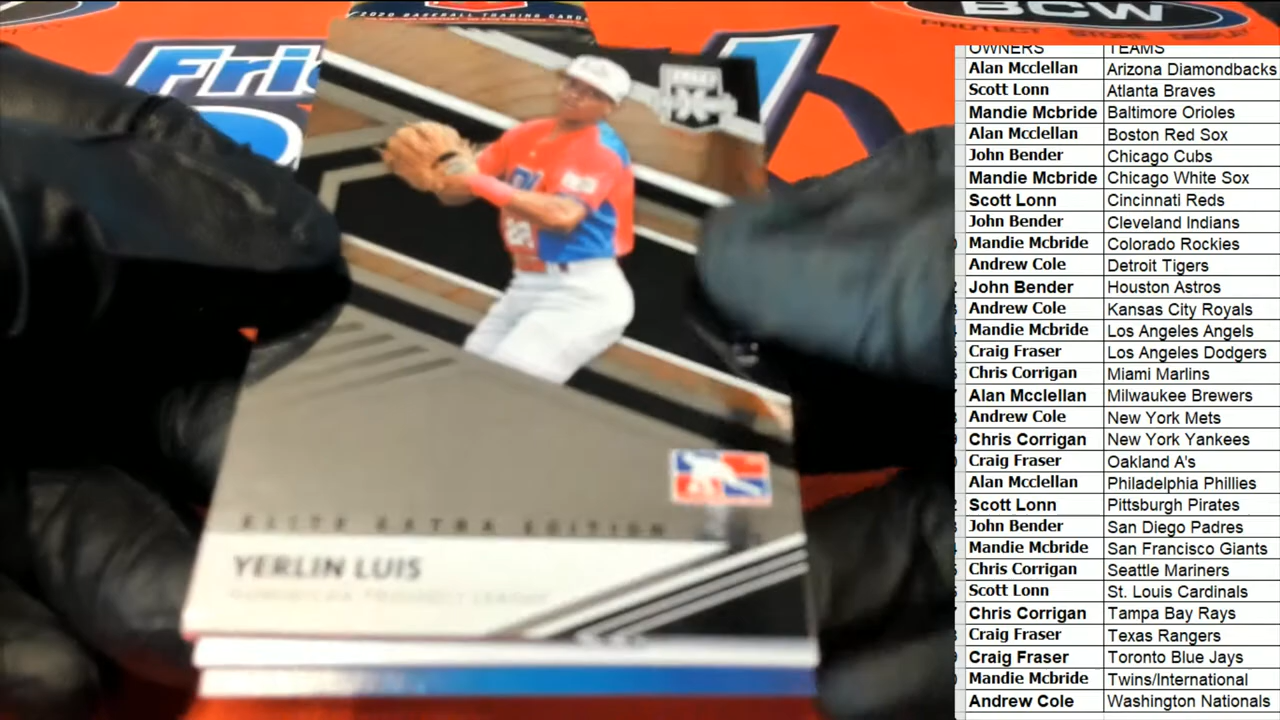 2020 BASEBALL TRADING CARDS
BCW
PROTECT STORE DISPLAY
Fri
ELITE EXTRA EDITION
YERLIN LUIS
OWNERS TEAMS
Alan Mcclellan Arizona Diamondbacks
Scott Lonn Atlanta Braves
Mandie Mcbride Baltimore Orioles
Alan Mcclellan Boston Red Sox
John Bender Chicago Cubs
Mandie Mcbride Chicago White Sox
Scott Lonn Cincinnati Reds
John Bender Cleveland Indians
Mandie Mcbride Colorado Rockies
Andrew Cole Detroit Tigers
John Bender Houston Astros
Andrew Cole Kansas City Royals
Mandie Mcbride Los Angeles Angels
Craig Fraser Los Angeles Dodgers
Chris Corrigan Miami Marlins
Alan Mcclellan Milwaukee Brewers
Andrew Cole New York Mets
Chris Corrigan New York Yankees
Craig Fraser Oakland A's
Alan Mcclellan Philadelphia Phillies
Scott Lonn Pittsburgh Pirates
John Bender San Diego Padres
Mandie Mcbride San Francisco Giants
Chris Corrigan Seattle Mariners
Scott Lonn St. Louis Cardinals
Chris Corrigan Tampa Bay Rays
Craig Fraser Texas Rangers
Craig Fraser Toronto Blue Jays
Mandie Mcbride Twins/International
Andrew Cole Washington Nationals